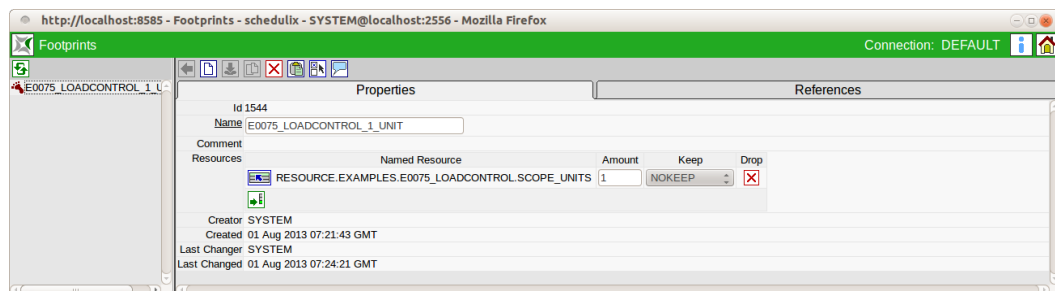 http://localhost:8585 - Footprints - schedulix - SYSTEM@localhost:2556 - Mozilla Firefox
Footprints Connection: DEFAULT
E0075_LOADCONTROL_1_U
Properties References
Id 1544
Name E0075_LOADCONTROL_1_UNIT
Comment
Resources Named Resource Amount Keep Drop
RESOURCE.EXAMPLES.E0075_LOADCONTROL.SCOPE_UNITS 1 NOKEEP
Creator SYSTEM
Created 01 Aug 2013 07:21:43 GMT
Last Changer SYSTEM
Last Changed 01 Aug 2013 07:24:21 GMT